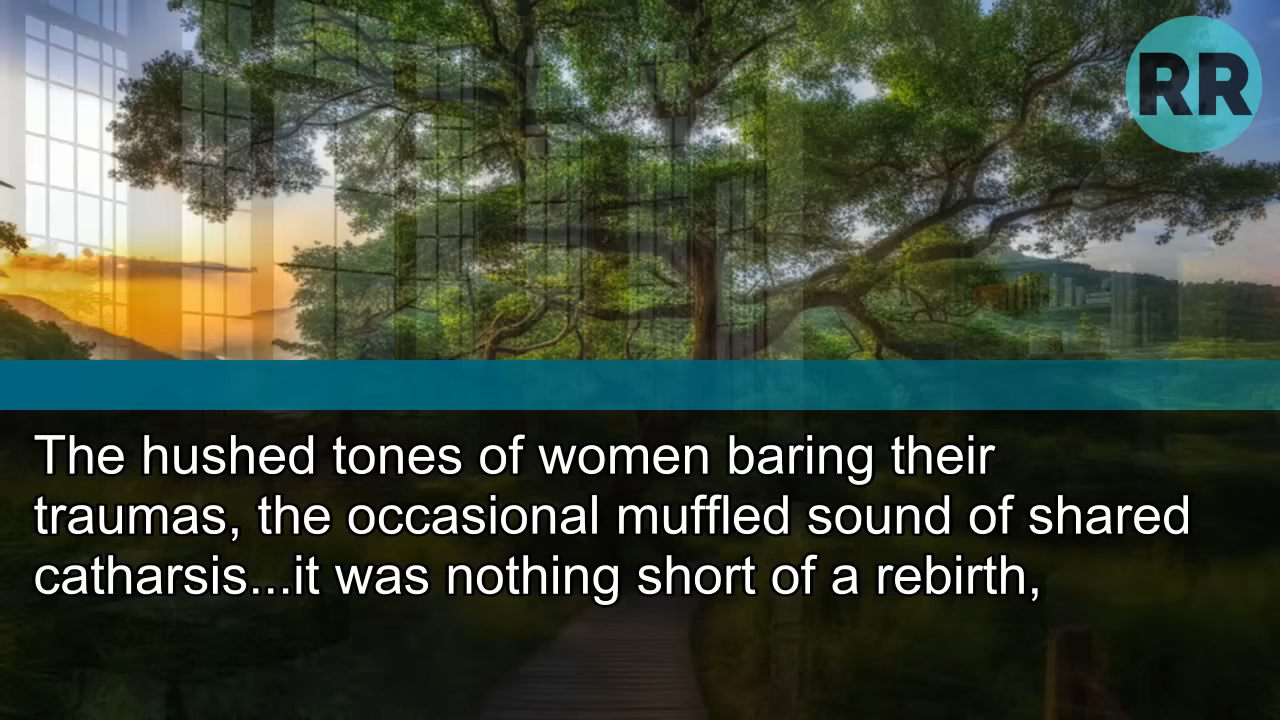 RR
The hushed tones of women baring their
traumas, the occasional muffled sound of shared
catharsis...it was nothing short of a rebirth,